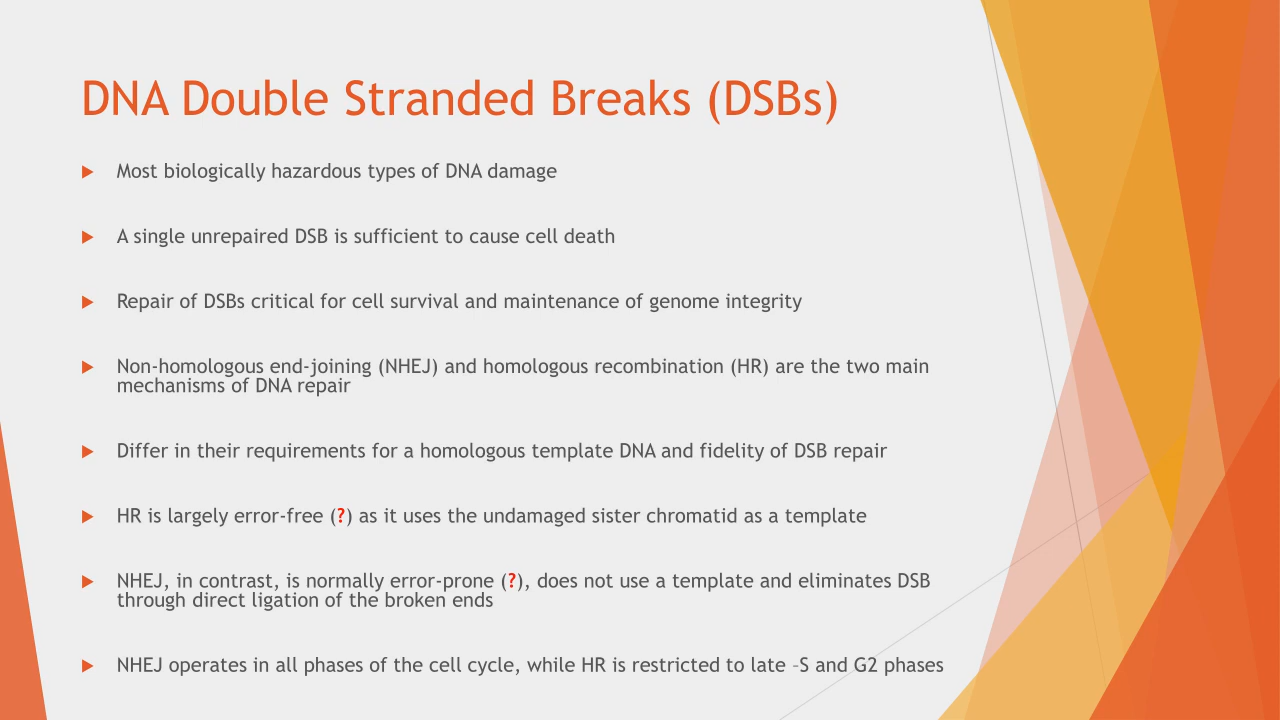 DNA Double Stranded Breaks (DSBs)
Most biologically hazardous types of DNA damage
A single unrepaired DSB is sufficient to cause cell death
Repair of DSBs critical for cell survival and maintenance of genome integrity
Non-homologous end-joining (NHEJ) and homologous recombination (HR) are the two main
mechanisms of DNA repair
Differ in their requirements for a homologous template DNA and fidelity of DSB repair
HR is largely error-free (?) as it uses the undamaged sister chromatid as a template
NHEJ, in contrast, is normally error-prone (?), does not use a template and eliminates DSB
through direct ligation of the broken ends
NHEJ operates in all phases of the cell cycle, while HR is restricted to late –S and G2 phases